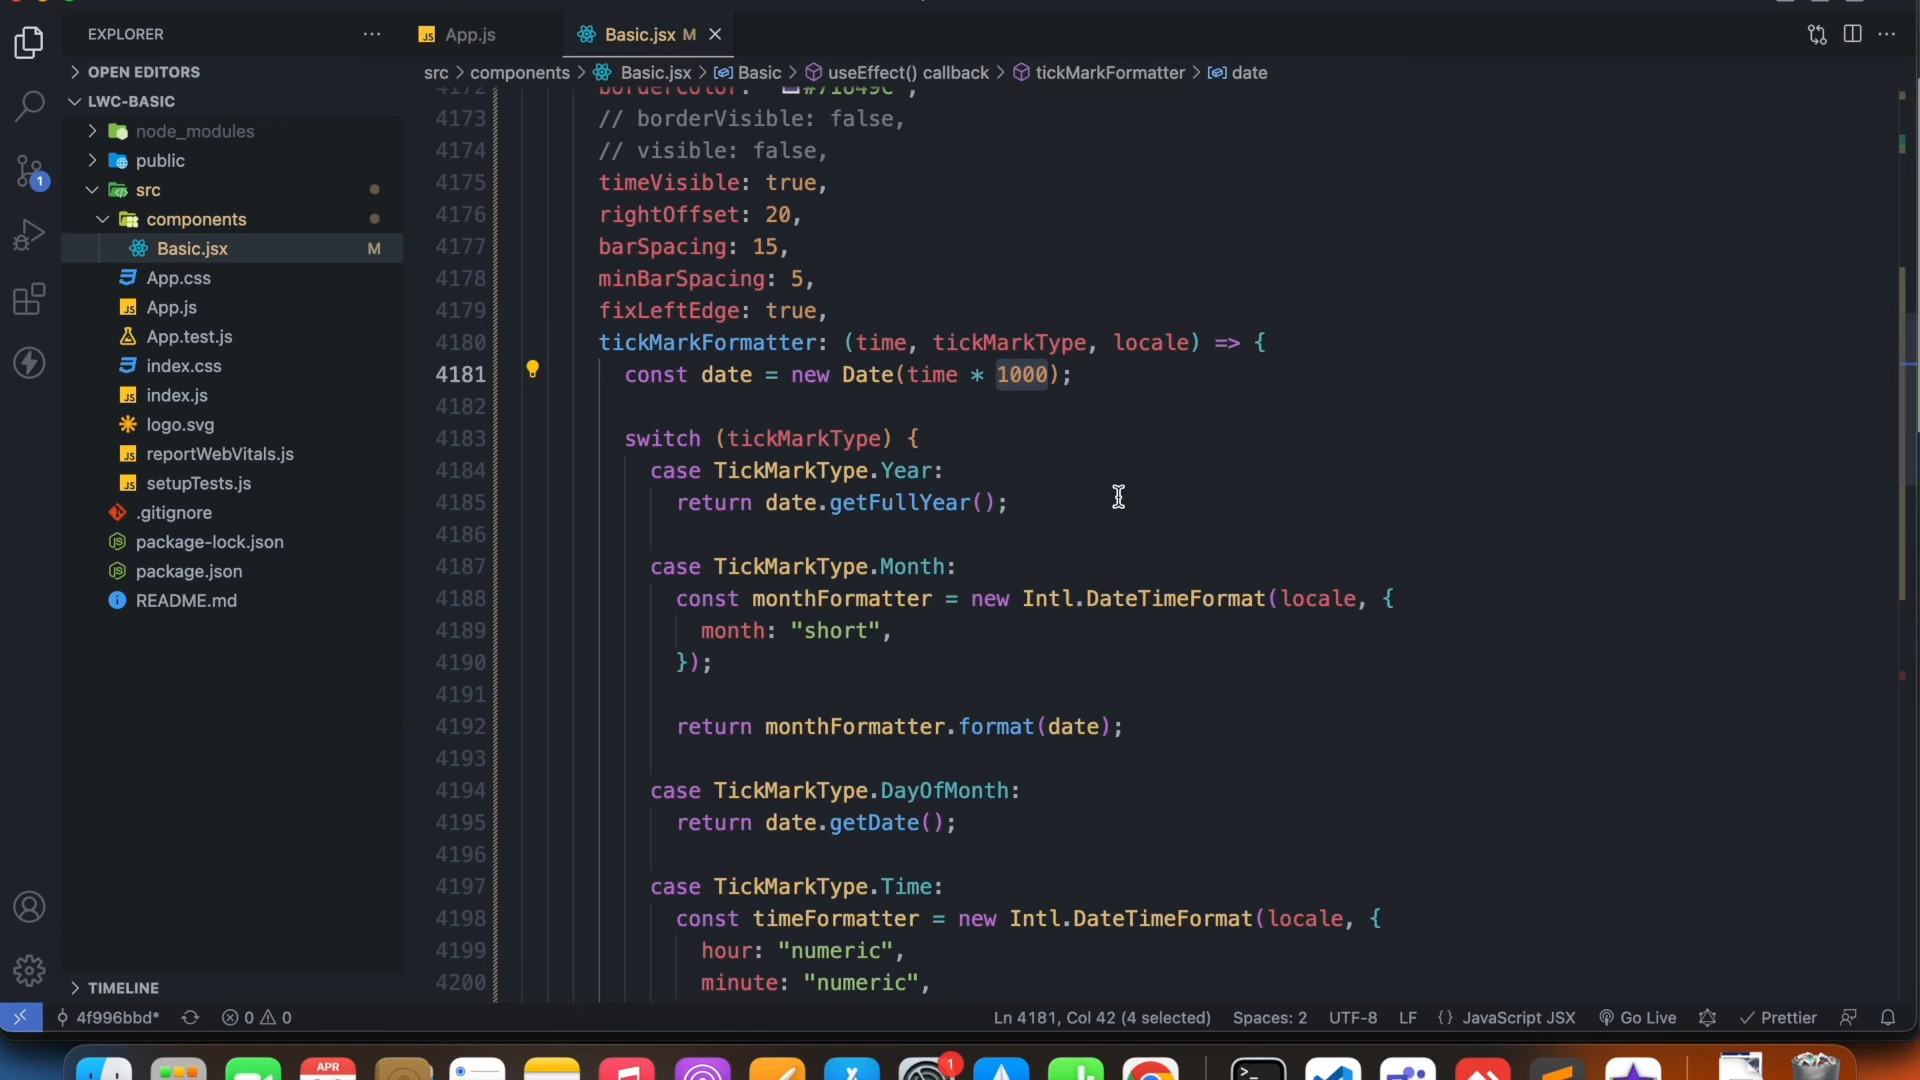 EXPLORER
App.js
Basic.jsx M
OPEN EDITORS
src > components > Basic.jsx > Basic > useEffect() callback > tickMarkFormatter > date
LWC-BASIC
node_modules
public
src
components
Basic.jsx M
App.css
App.js
App.test.js
index.css
index.js
logo.svg
reportWebVitals.js
setupTests.js
.gitignore
package-lock.json
package.json
README.md
TIMELINE
1
4172 borderColor: "#71649C",
4173 // borderVisible: false,
4174 // visible: false,
4175 timeVisible: true,
4176 rightOffset: 20,
4177 barSpacing: 15,
4178 minBarSpacing: 5,
4179 fixLeftEdge: true,
4180 tickMarkFormatter: (time, tickMarkType, locale) => {
4181 const date = new Date(time * 1000);
4182
4183 switch (tickMarkType) {
4184 case TickMarkType.Year:
4185 return date.getFullYear();
4186
4187 case TickMarkType.Month:
4188 const monthFormatter = new Intl.DateTimeFormat(locale, {
4189 month: "short",
4190 });
4191
4192 return monthFormatter.format(date);
4193
4194 case TickMarkType.DayOfMonth:
4195 return date.getDate();
4196
4197 case TickMarkType.Time:
4198 const timeFormatter = new Intl.DateTimeFormat(locale, {
4199 hour: "numeric",
4200 minute: "numeric",
4f996bbd* 0 0 Ln 4181, Col 42 (4 selected) Spaces: 2 UTF-8 LF {} JavaScript JSX Go Live Prettier
APR
1